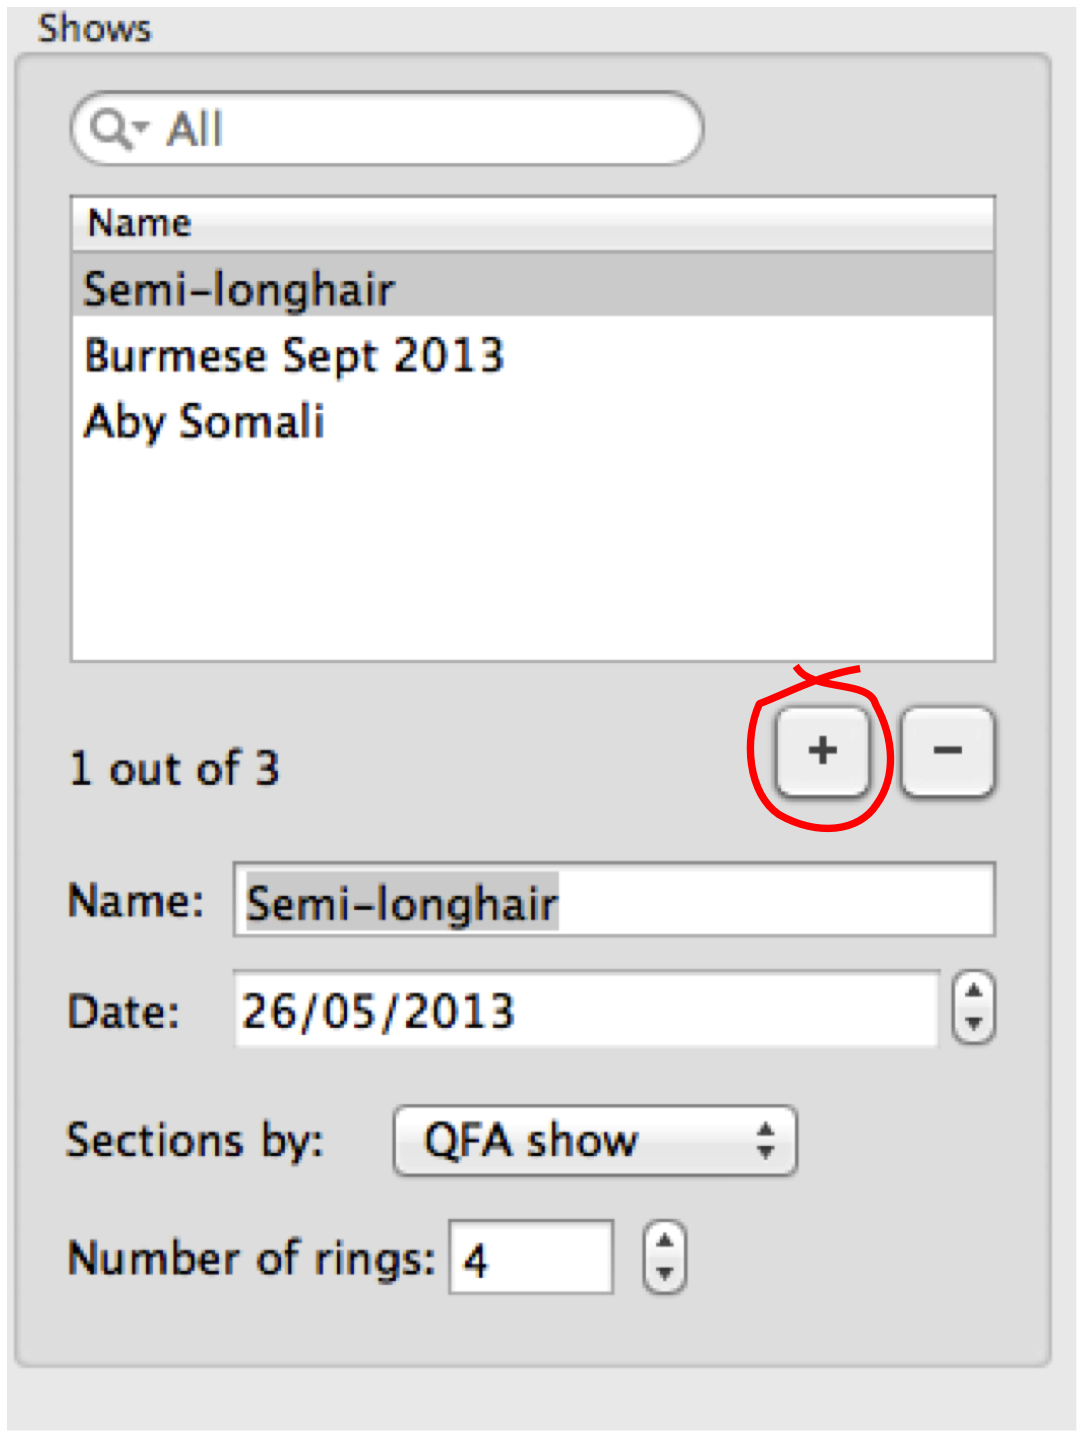 Shows
All
Name
Semi-longhair
Burmese Sept 2013
Aby Somali
1 out of 3
+ -
Name: Semi-longhair
Date: 26/05/2013
Sections by: QFA show
Number of rings: 4